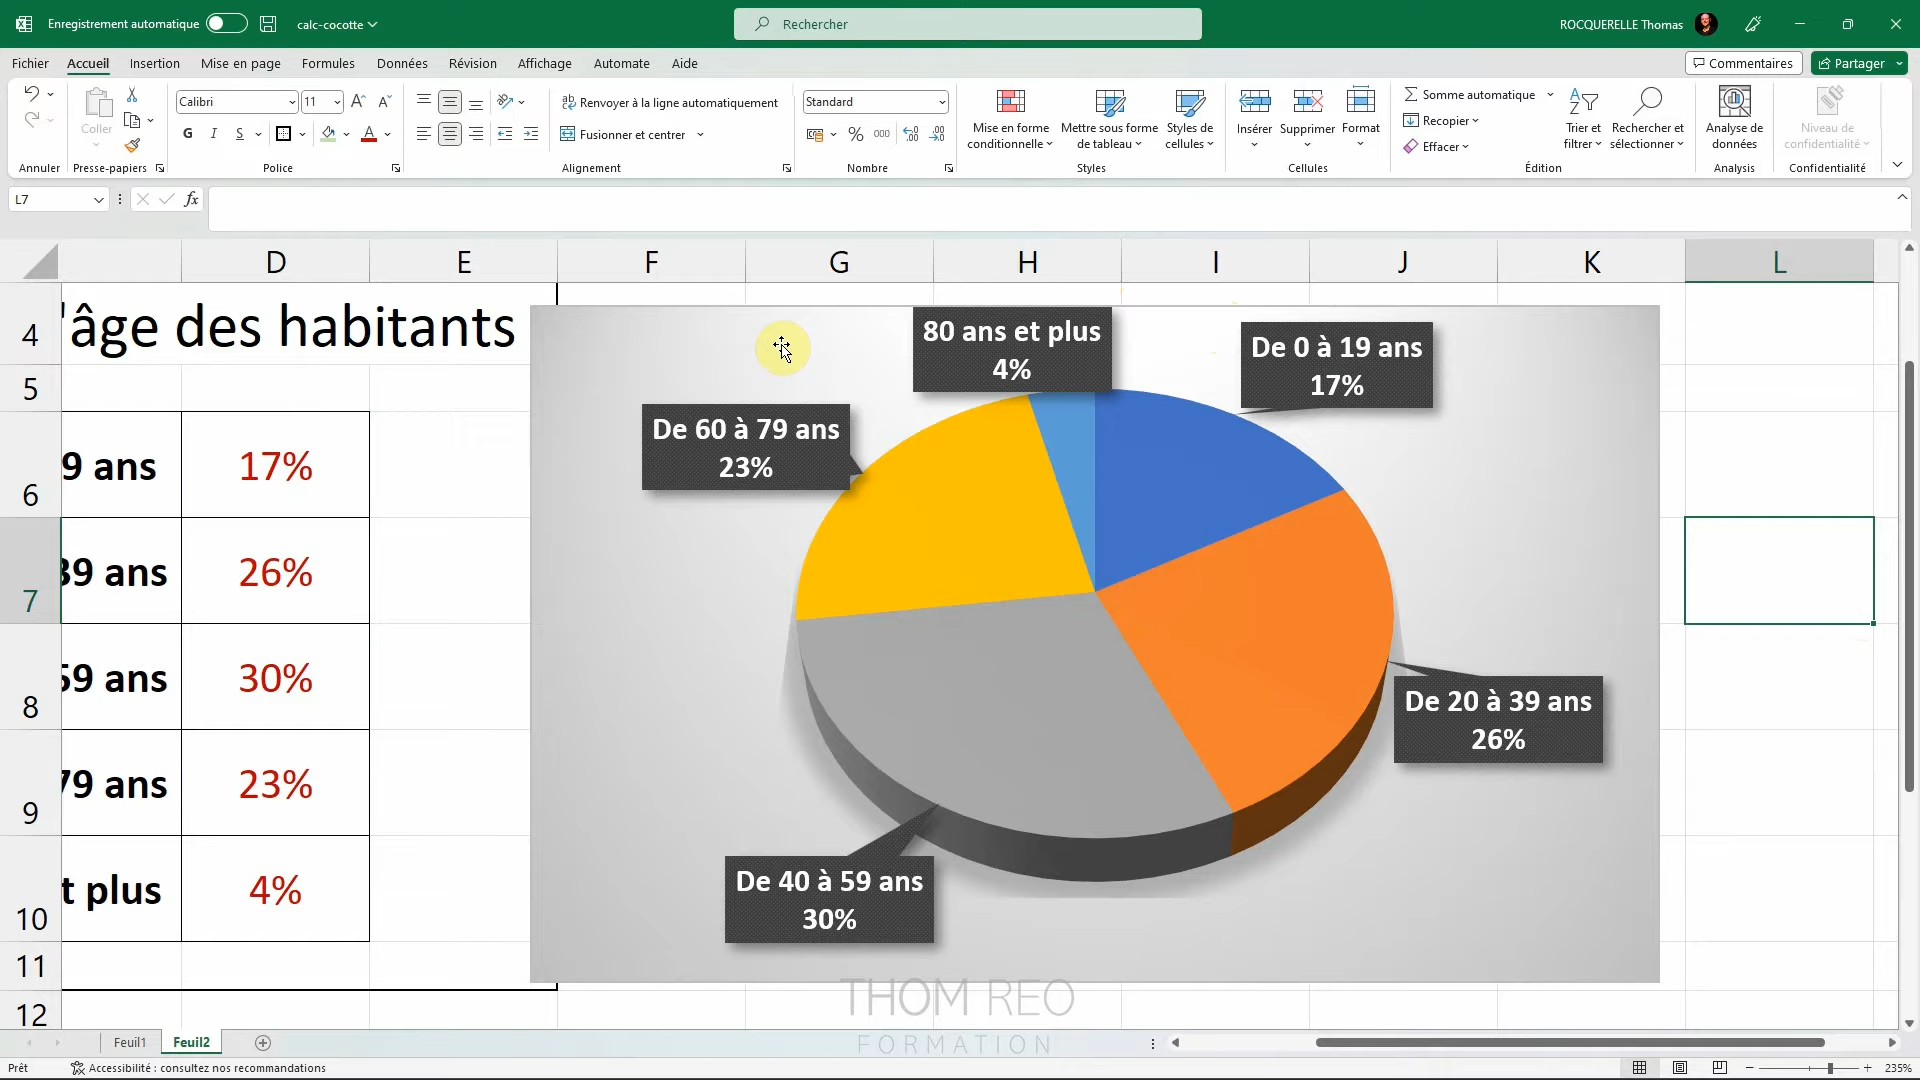 Enregistrement automatique
calc-cocotte
Rechercher
ROCQUERELLE Thomas
Fichier Accueil Insertion Mise en page Formules Données Révision Affichage Automate Aide
Commentaires
Partager
Coller
Calibri
11
G I S
Renvoyer à la ligne automatiquement
Fusionner et centrer
Standard
% 000
Mise en forme
conditionnelle
Mettre sous forme
de tableau
Styles de
cellules
Insérer
Supprimer
Format
Somme automatique
Recopier
Effacer
Trier et
filtrer
Rechercher et
sélectionner
Analyse de
données
Niveau de
confidentialité
Annuler Presse-papiers Police Alignement Nombre Styles Cellules Édition Analysis Confidentialité
L7
fx
D E F G H I J K L
4
'âge des habitants
5
6
9 ans
17%
7
39 ans
26%
8
59 ans
30%
9
79 ans
23%
10
t plus
4%
11
12
80 ans et plus
4%
De 0 à 19 ans
17%
De 60 à 79 ans
23%
De 20 à 39 ans
26%
De 40 à 59 ans
30%
THOM REO
FORMATION
Feuil1 Feuil2
Prêt
Accessibilité : consultez nos recommandations
235%